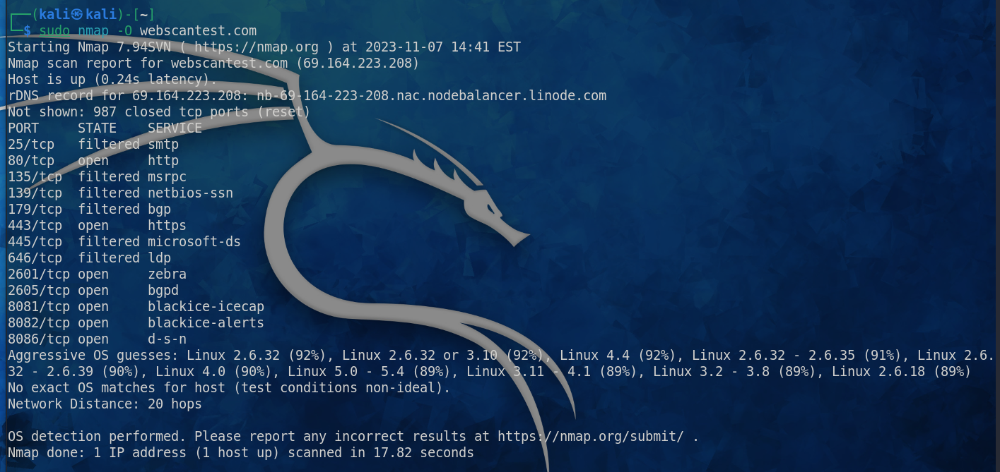 ┌──(kali㉿kali)-[~]
└─$ sudo nmap -O webscantest.com
Starting Nmap 7.94SVN ( https://nmap.org ) at 2023-11-07 14:41 EST
Nmap scan report for webscantest.com (69.164.223.208)
Host is up (0.24s latency).
rDNS record for 69.164.223.208: nb-69-164-223-208.nac.nodebalancer.linode.com
Not shown: 987 closed tcp ports (reset)
PORT     STATE    SERVICE
25/tcp   filtered smtp
80/tcp   open     http
135/tcp  filtered msrpc
139/tcp  filtered netbios-ssn
179/tcp  filtered bgp
443/tcp  open     https
445/tcp  filtered microsoft-ds
646/tcp  filtered ldp
2601/tcp open     zebra
2605/tcp open     bgpd
8081/tcp open     blackice-icecap
8082/tcp open     blackice-alerts
8086/tcp open     d-s-n
Aggressive OS guesses: Linux 2.6.32 (92%), Linux 2.6.32 or 3.10 (92%), Linux 4.4 (92%), Linux 2.6.32 - 2.6.35 (91%), Linux 2.6.
32 - 2.6.39 (90%), Linux 4.0 (90%), Linux 5.0 - 5.4 (89%), Linux 3.11 - 4.1 (89%), Linux 3.2 - 3.8 (89%), Linux 2.6.18 (89%)
No exact OS matches for host (test conditions non-ideal).
Network Distance: 20 hops

OS detection performed. Please report any incorrect results at https://nmap.org/submit/ .
Nmap done: 1 IP address (1 host up) scanned in 17.82 seconds